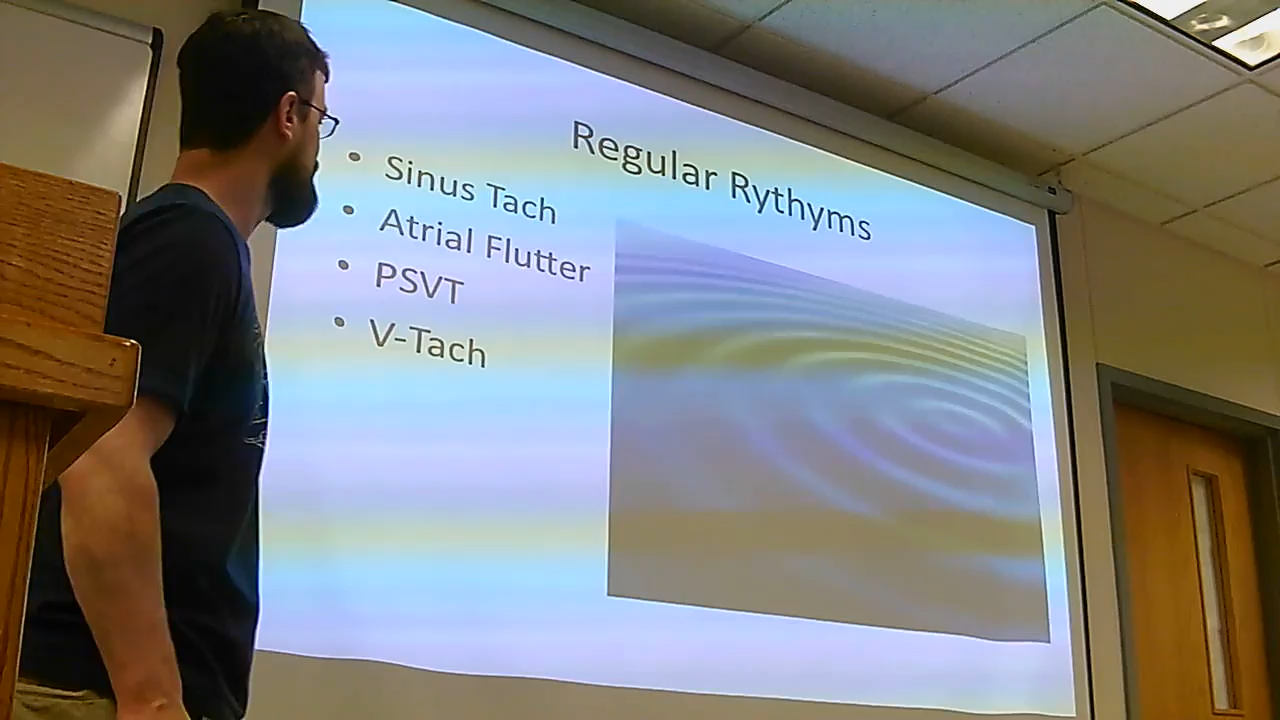 Regular Rythyms
• Sinus Tach
• Atrial Flutter
• PSVT
• V-Tach